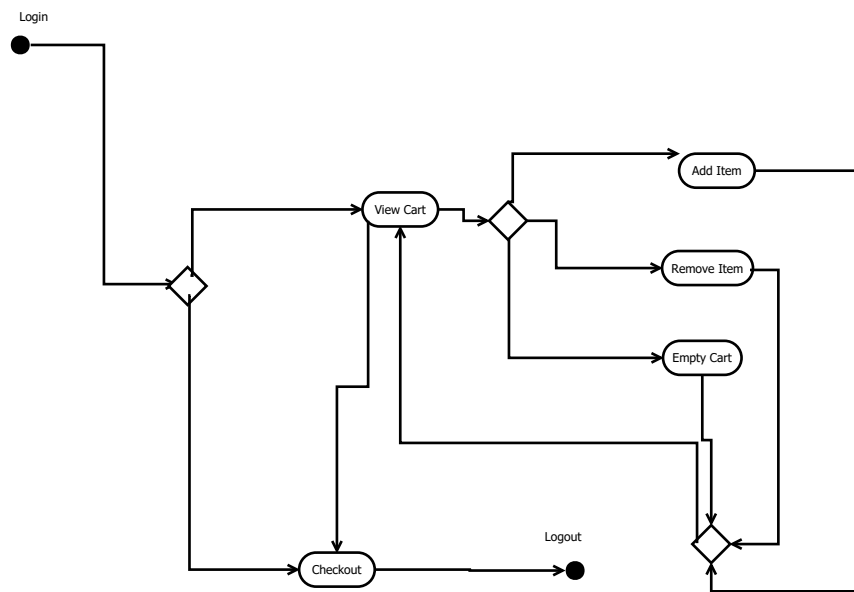 Login
Add Item
View Cart
Remove Item
Empty Cart
Logout
Checkout